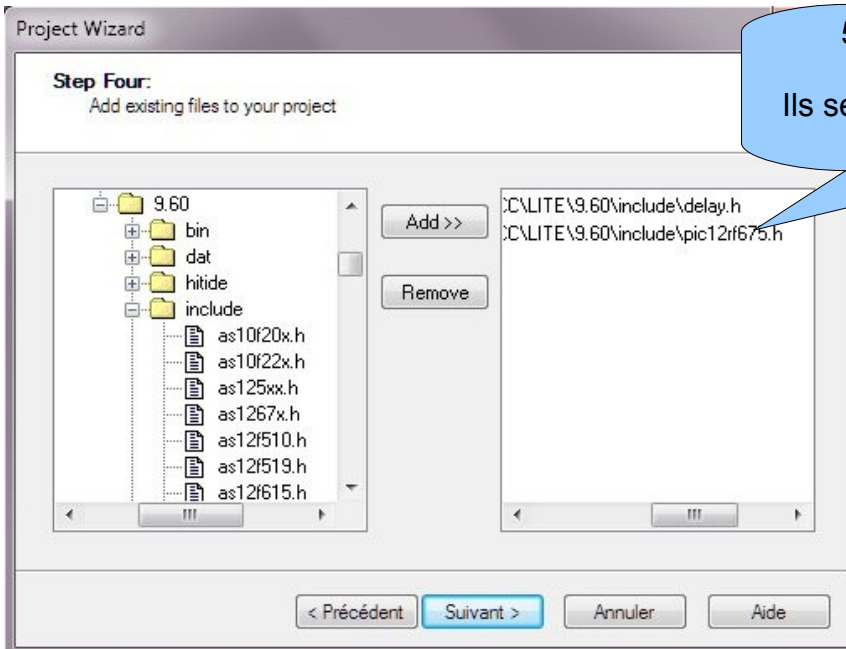 Project Wizard
5
Ils se
Step Four:
Add existing files to your project
9.60
bin
dat
hitide
include
as10f20x.h
as10f22x.h
as125xx.h
as1267x.h
as12f510.h
as12f519.h
as12f615.h
Add >>
Remove
C\LITE\9.60\include\delay.h
C\LITE\9.60\include\pic12rf675.h
< Précédent
Suivant >
Annuler
Aide